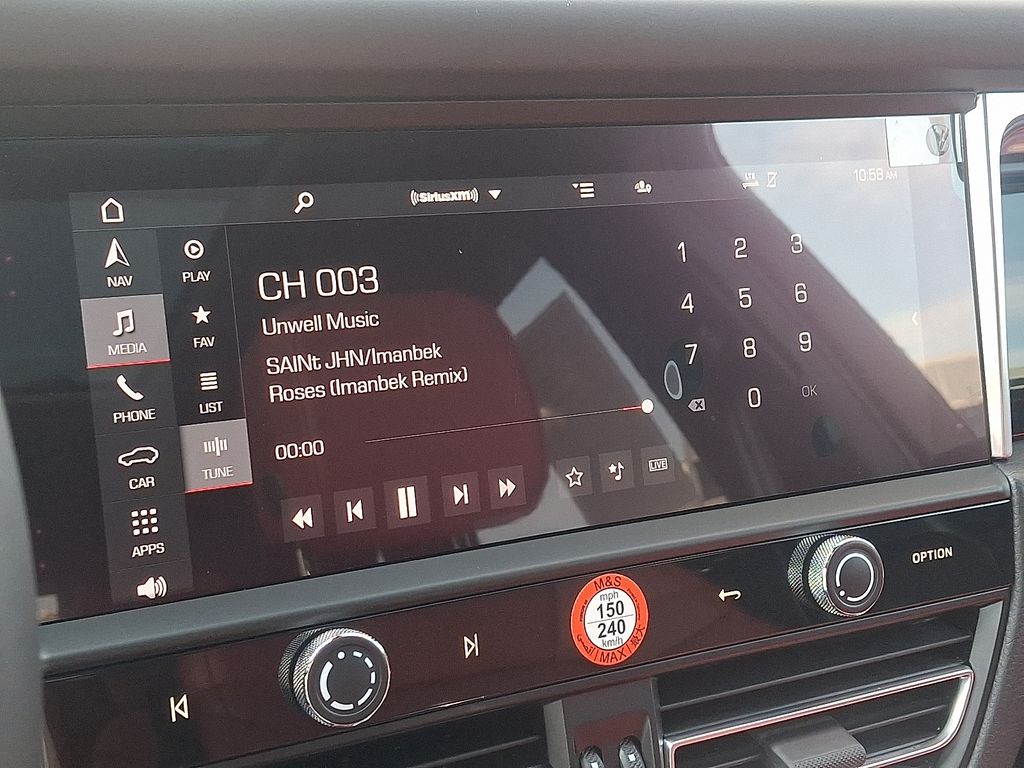 SiriusXM
LTE
10:58 AM
NAV
PLAY
MEDIA
FAV
PHONE
LIST
CAR
TUNE
APPS
CH 003
Unwell Music
SAINt JHN/Imanbek
Roses (Imanbek Remix)
00:00
LIVE
1 2 3
4 5 6
7 8 9
0 OK
OPTION
M&S
mph
150
240
km/h
MAX